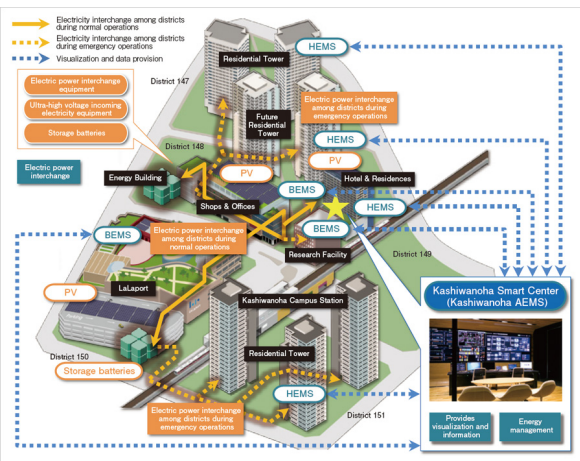 Electricity interchange among districts
during normal operations
Electricity interchange among districts
during emergency operations
Visualization and data provision
HEMS
Residential Tower
District 147
Electric power interchange
equipment
Ultra-high voltage incoming
electricity equipment
Storage batteries
Electric power interchange
among districts during
emergency operations
Future
Residential
Tower
HEMS
District 148
Electric power
interchange
Energy Building
PV
PV
Hotel & Residences
BEMS
Shops & Offices
HEMS
BEMS
BEMS
Electric power interchange
among districts during
normal operations
Research Facility
District 149
LaLaport
PV
Kashiwanoha Campus Station
Kashiwanoha Smart Center
(Kashiwanoha AEMS)
District 150
Storage batteries
Residential Tower
HEMS
Electric power interchange
among districts during
emergency operations
District 151
Provides
visualization and
information
Energy
management